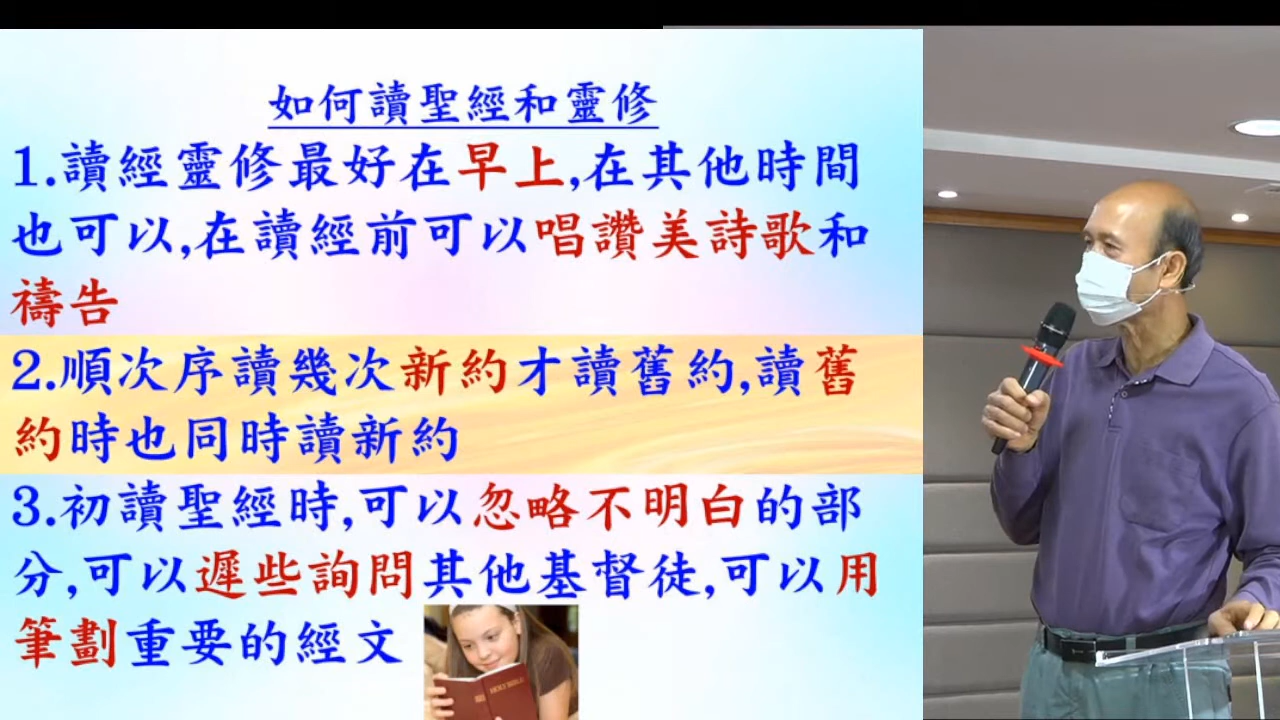 如何讀聖經和靈修
1.讀經靈修最好在早上,在其他時間
也可以,在讀經前可以唱讚美詩歌和
禱告
2.順次序讀幾次新約才讀舊約,讀舊
約時也同時讀新約
3.初讀聖經時,可以忽略不明白的部
分,可以遲些詢問其他基督徒,可以用
筆劃重要的經文
HOLY BIBLE